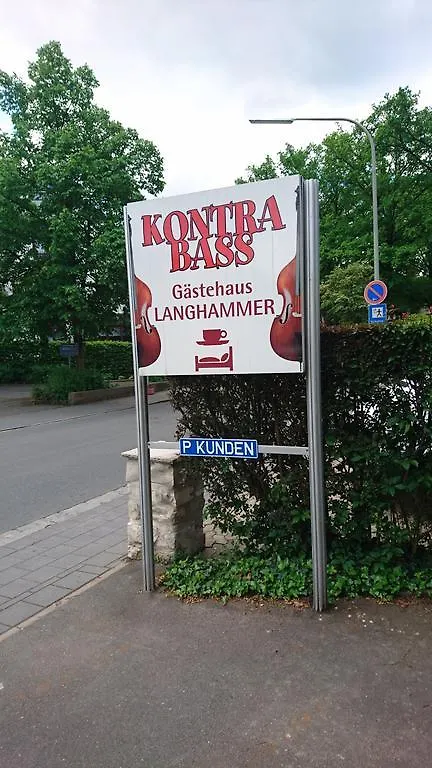 KONTRA
BASS
Gästehaus
LANGHAMMER
P KUNDEN